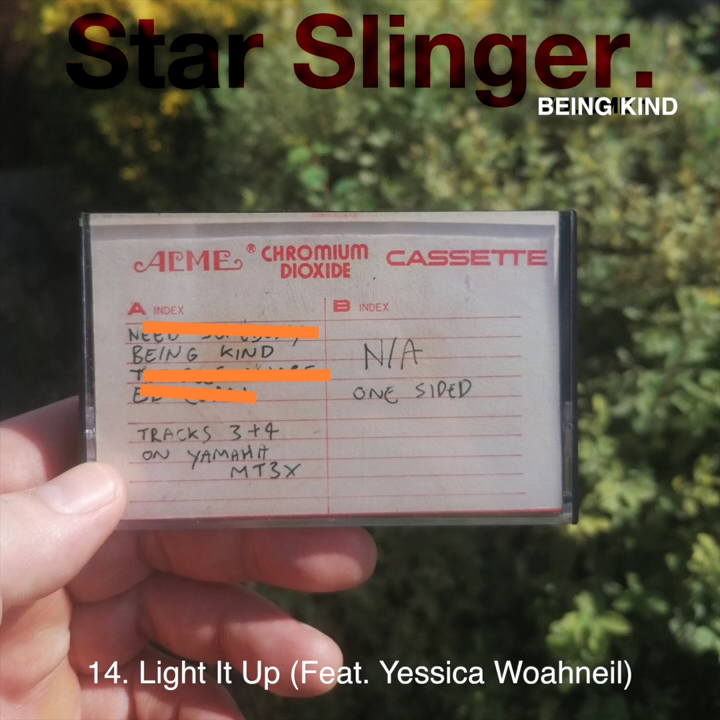 Star Slinger.
BEING KIND
ACME ® CHROMIUM DIOXIDE CASSETTE
A INDEX
B INDEX
NEED
BEING KIND
N/A
ONE SIDED
TRACKS 3+4
ON YAMAHA
MT3X
14. Light It Up (Feat. Yessica Woahneil)